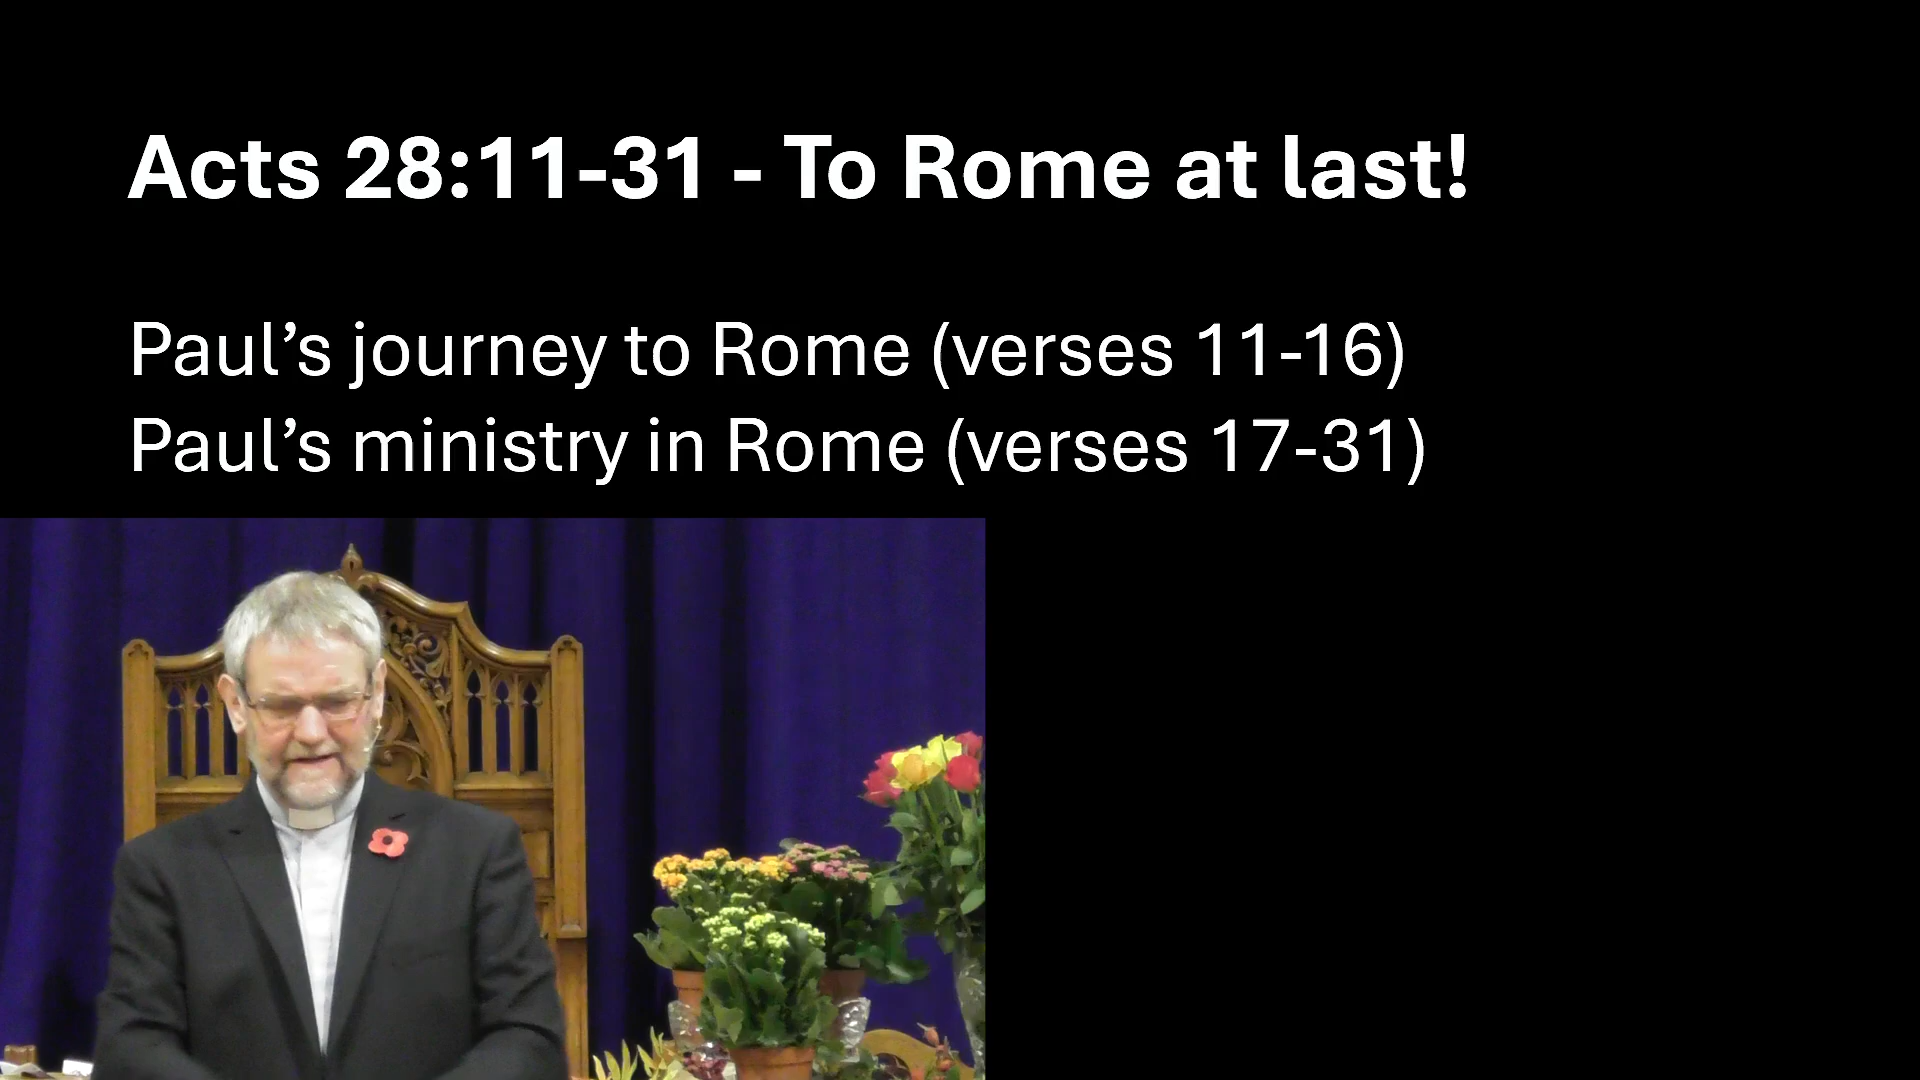 Acts 28:11-31 - To Rome at last!
Paul’s journey to Rome (verses 11-16)
Paul’s ministry in Rome (verses 17-31)